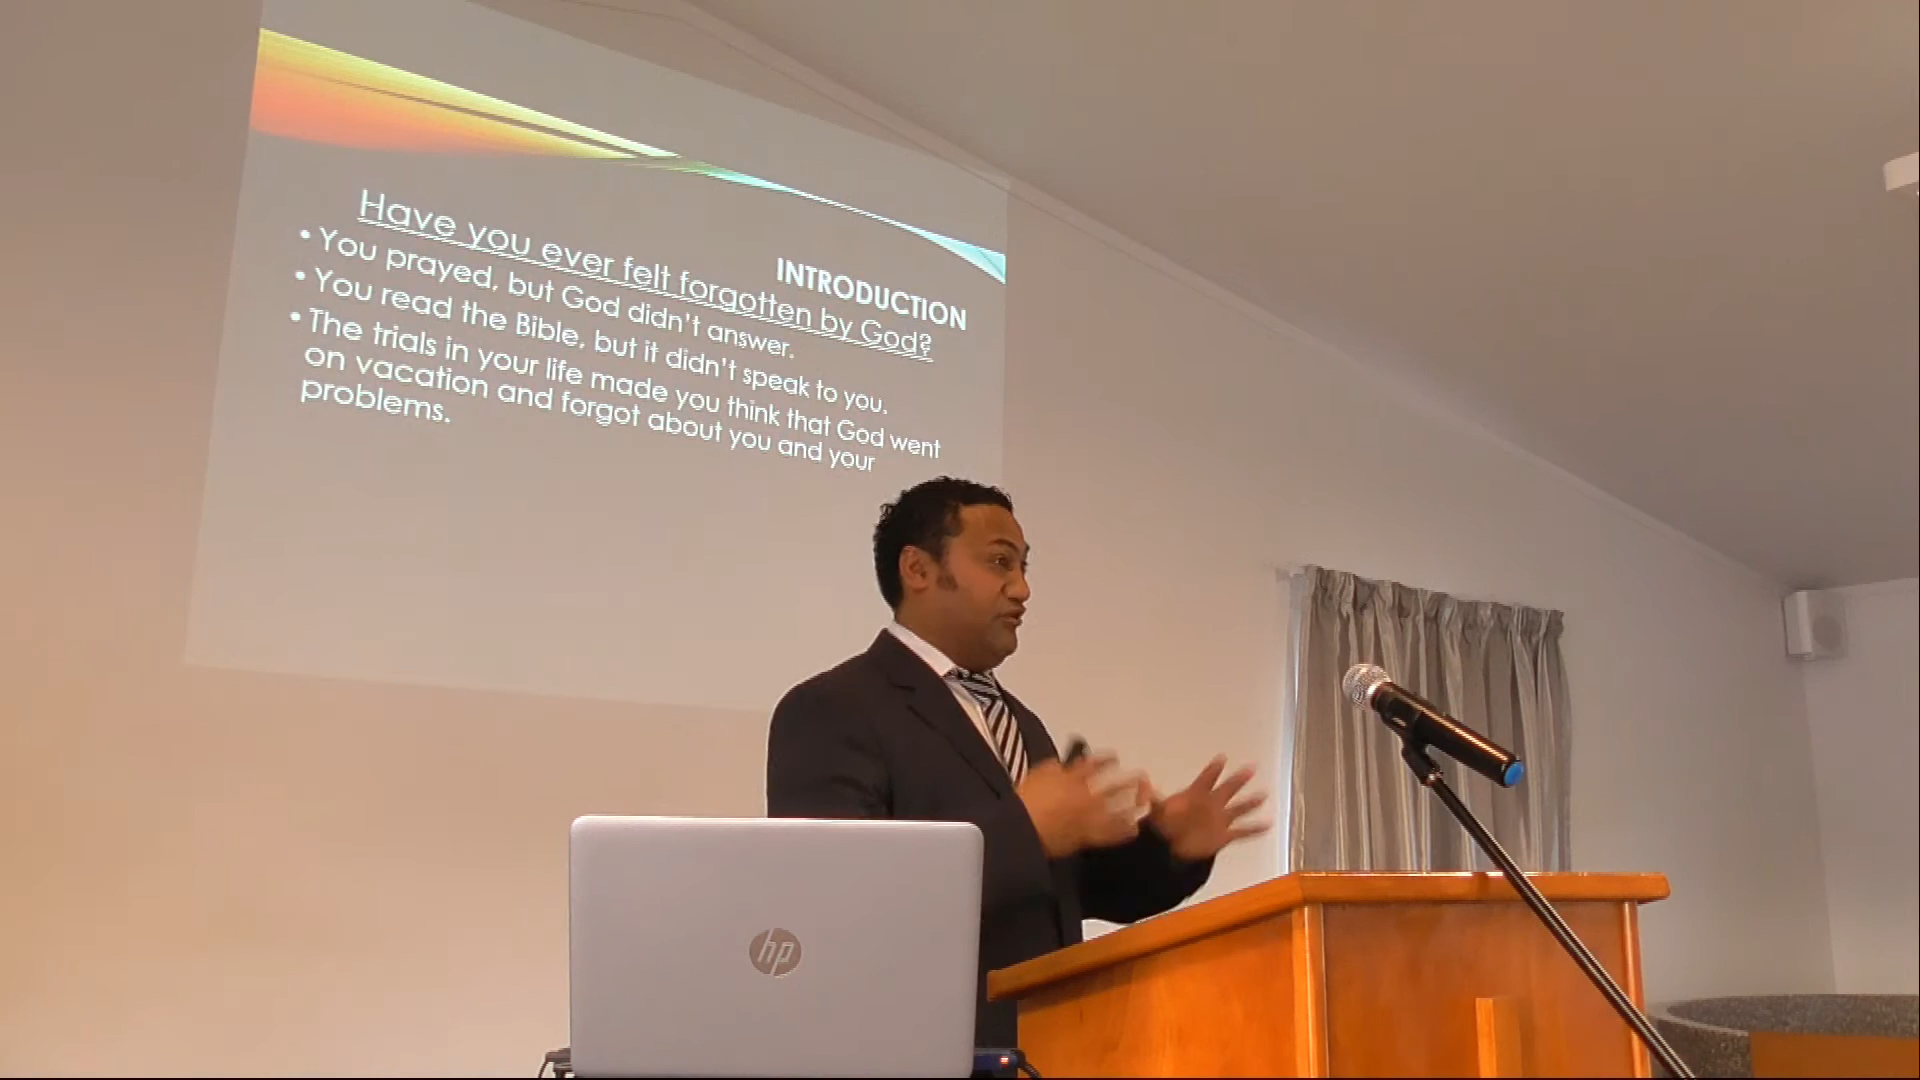 INTRODUCTION
Have you ever felt forgotten by God?
• You prayed, but God didn't answer.
• You read the Bible, but it didn't speak to you.
• The trials in your life made you think that God went
on vacation and forgot about you and your
problems.
hp